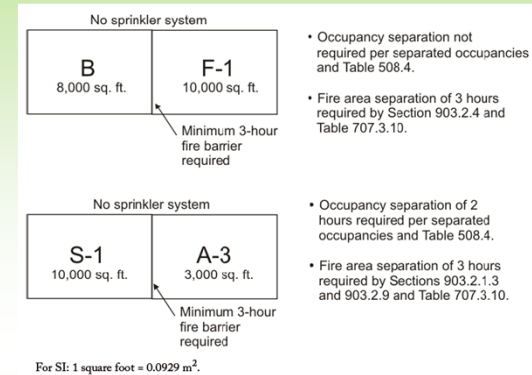 No sprinkler system
B
8,000 sq. ft.
F-1
10,000 sq. ft.
Minimum 3-hour
fire barrier
required
• Occupancy separation not
required per separated occupancies
and Table 508.4.
• Fire area separation of 3 hours
required by Section 903.2.4 and
Table 707.3.10.
No sprinkler system
S-1
10,000 sq. ft.
A-3
3,000 sq. ft.
Minimum 3-hour
fire barrier
required
• Occupancy separation of 2
hours required per separated
occupancies and Table 508.4.
• Fire area separation of 3 hours
required by Sections 903.2.1.3
and 903.2.9 and Table 707.3.10.
For SI: 1 square foot = 0.0929 m².